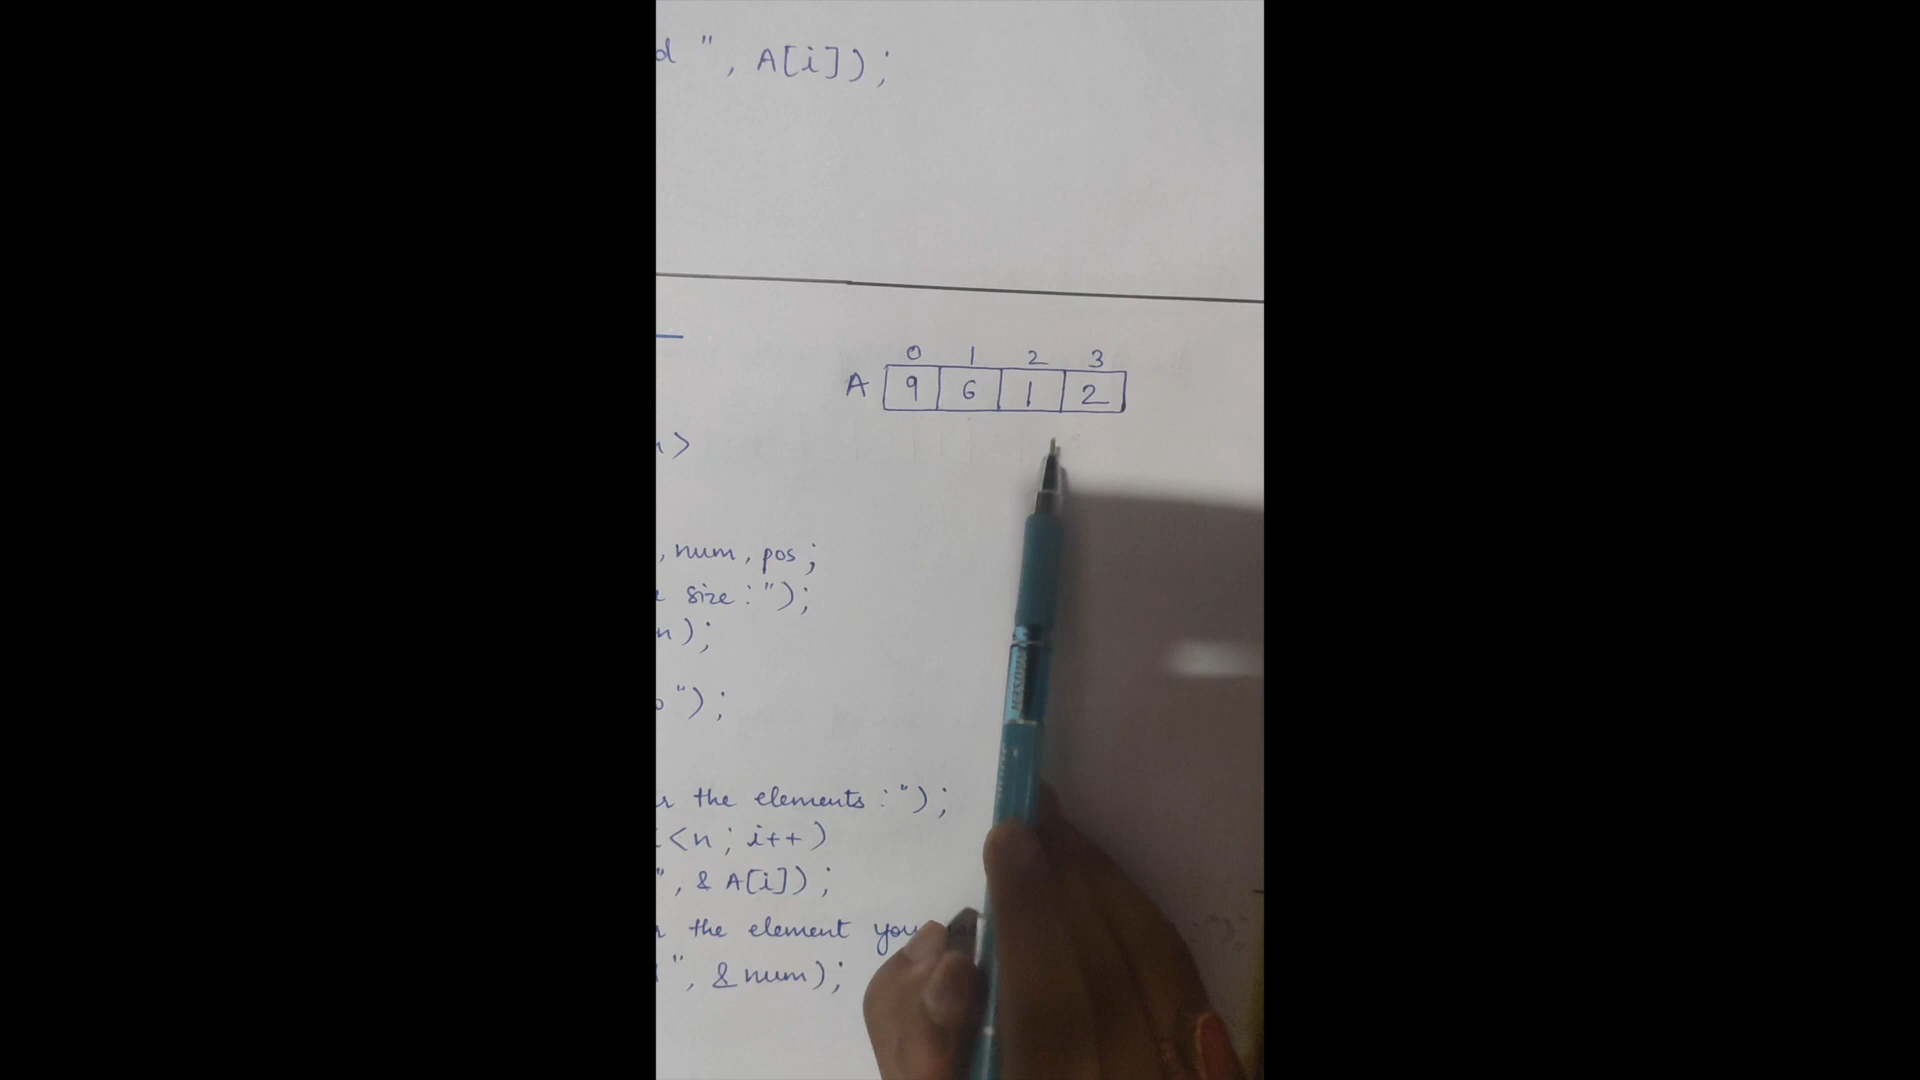 d ", A[i]);
0 1 2 3
A 9 6 1 2
>
, num, pos;
size:");
n);
");
the elements:");
<n; i++)
", & A[i]);
the element you
", & num);